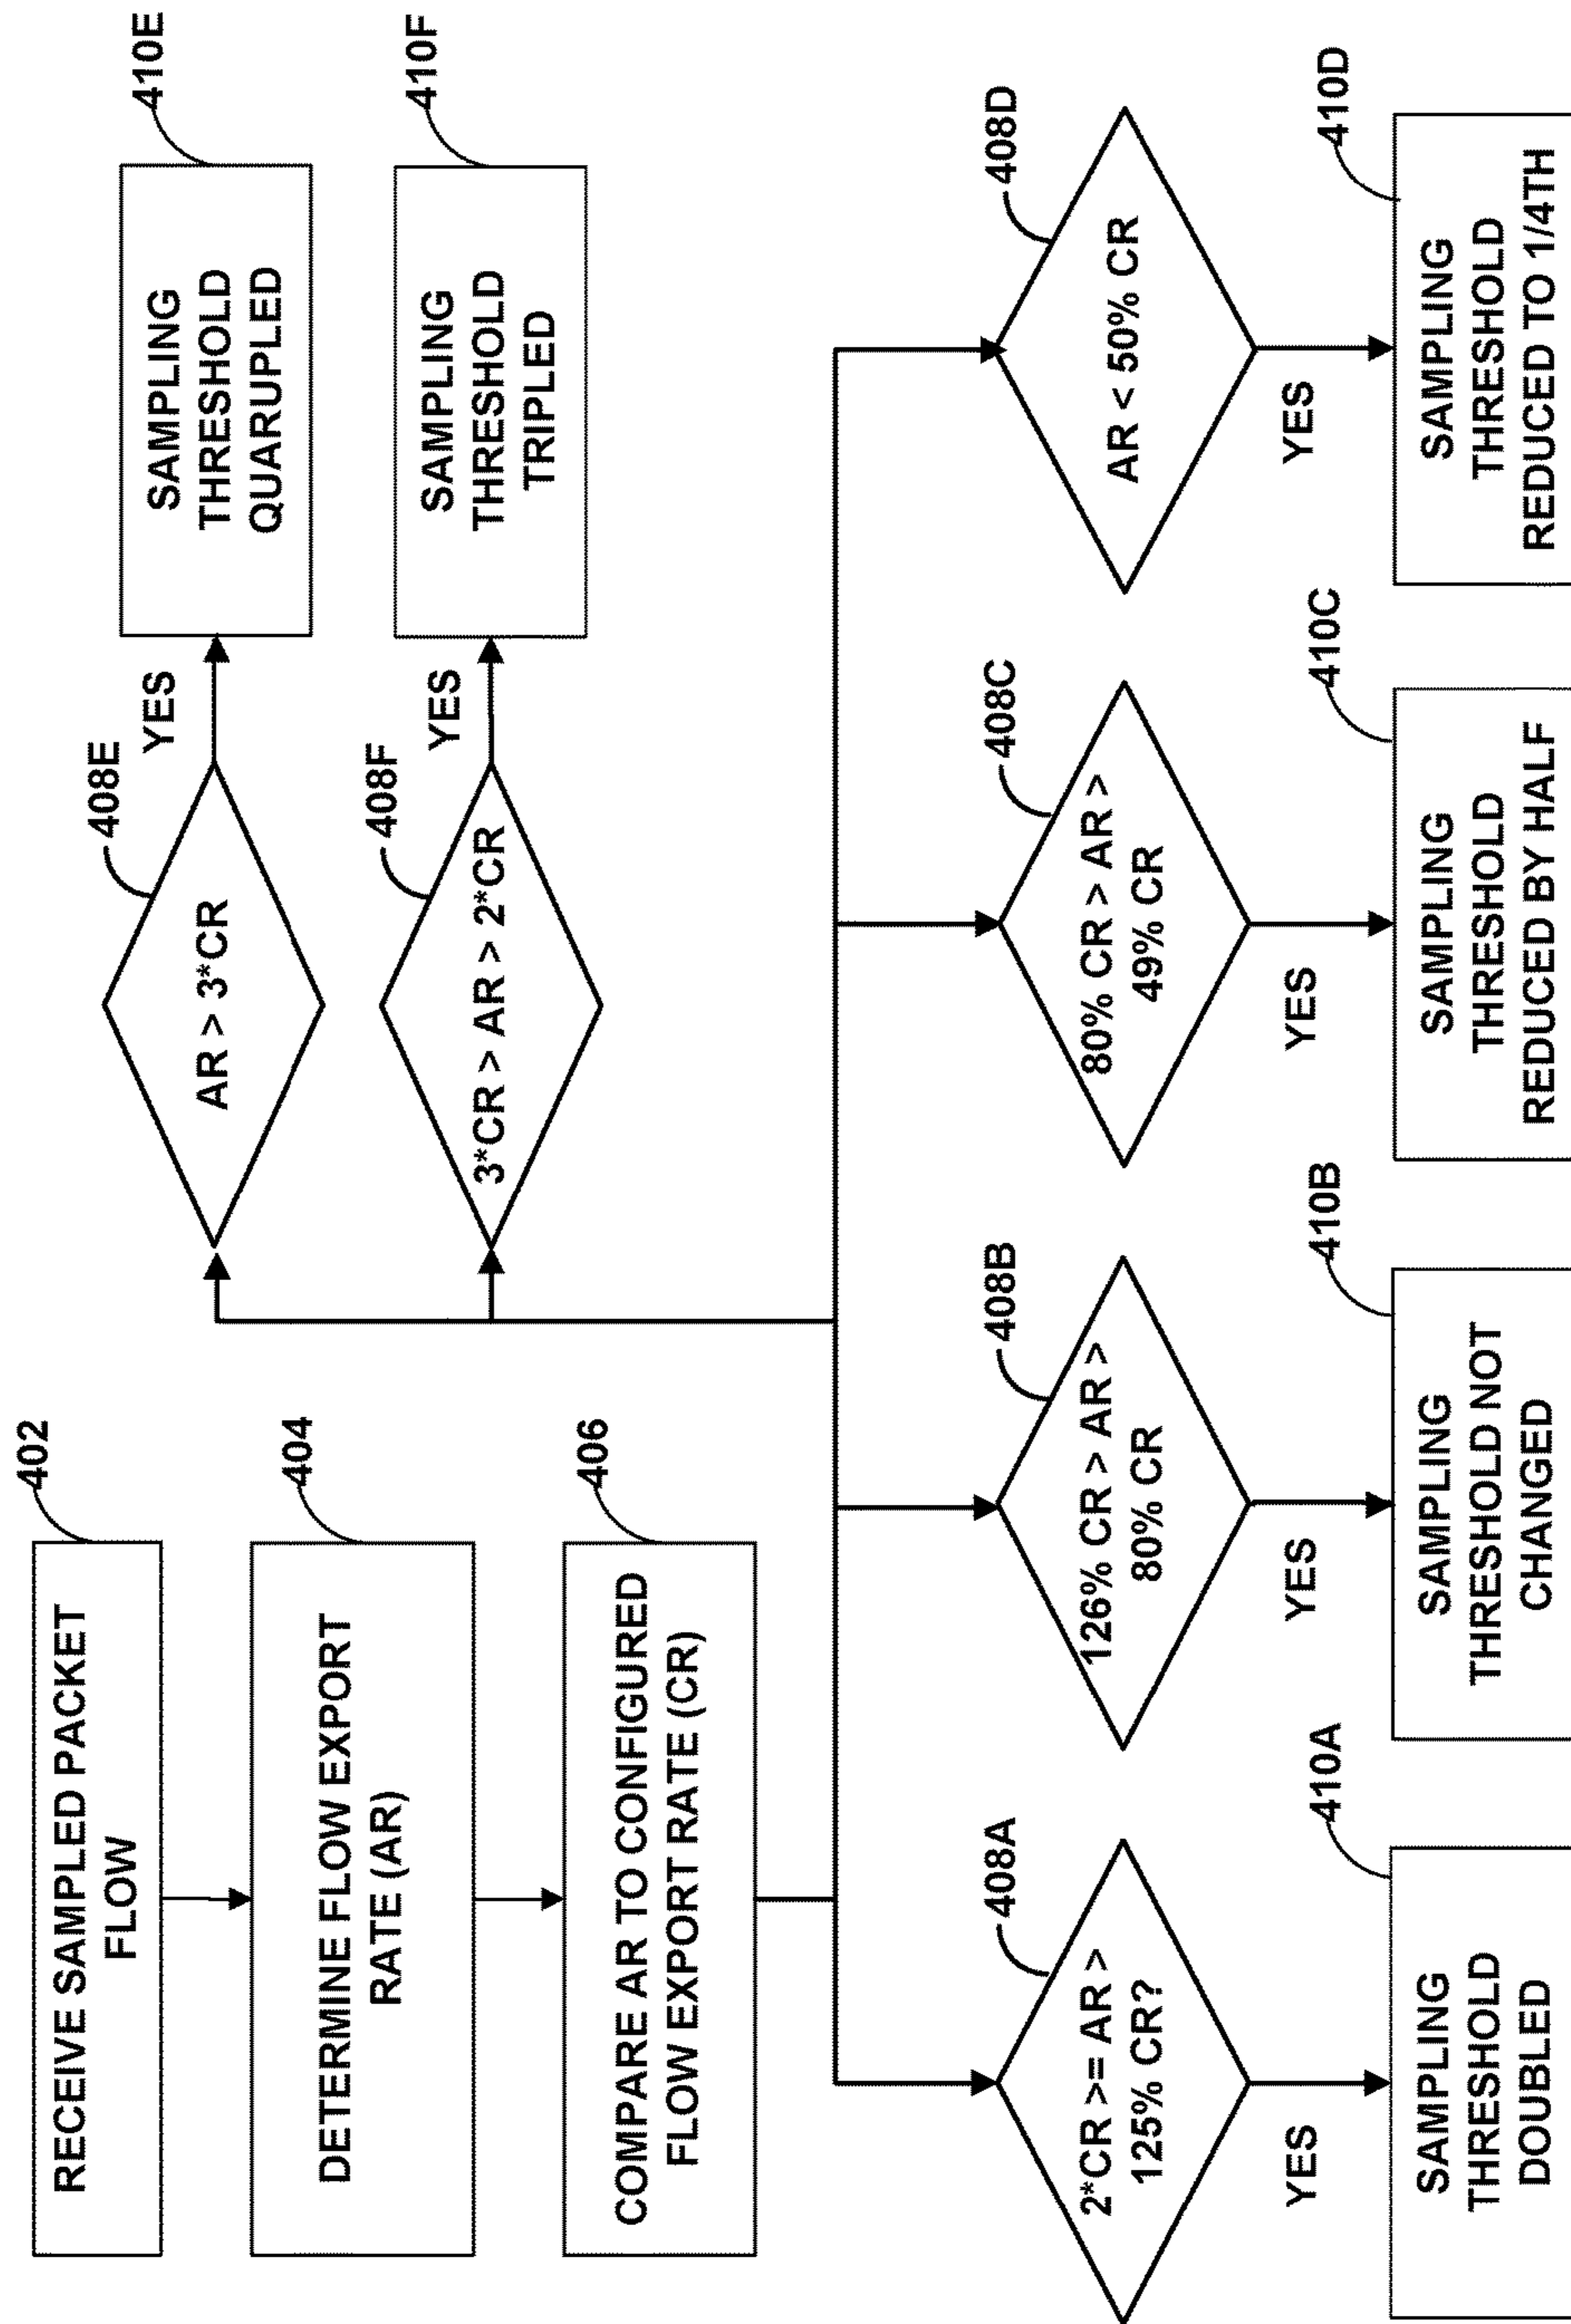 402
RECEIVE SAMPLED PACKET
FLOW
404
DETERMINE FLOW EXPORT
RATE (AR)
406
COMPARE AR TO CONFIGURED
FLOW EXPORT RATE (CR)
408E
AR > 3*CR
YES
410E
SAMPLING
THRESHOLD
QUARUPLED
408F
3*CR > AR > 2*CR
YES
410F
SAMPLING
THRESHOLD
TRIPLED
408A
2*CR >= AR >
125% CR?
YES
410A
SAMPLING
THRESHOLD
DOUBLED
408B
126% CR > AR >
80% CR
YES
410B
SAMPLING
THRESHOLD NOT
CHANGED
408C
80% CR > AR >
49% CR
YES
410C
SAMPLING
THRESHOLD
REDUCED BY HALF
408D
AR < 50% CR
YES
410D
SAMPLING
THRESHOLD
REDUCED TO 1/4TH